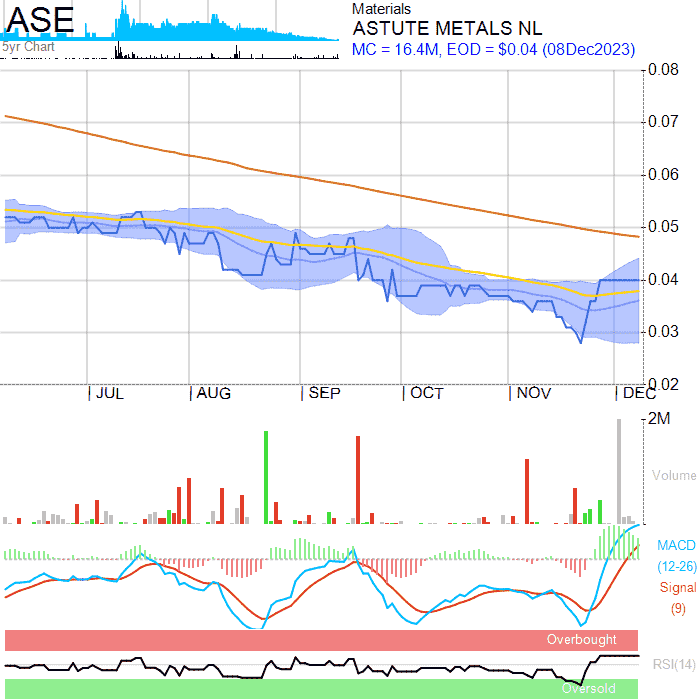 ASE
5yr Chart
Materials
ASTUTE METALS NL
MC = 16.4M, EOD = $0.04 (08Dec2023)
0.08
0.07
0.06
0.05
0.04
0.03
0.02
JUL AUG SEP OCT NOV DEC
2M
Volume
MACD
(12-26)
Signal
(9)
Overbought
RSI(14)
Oversold